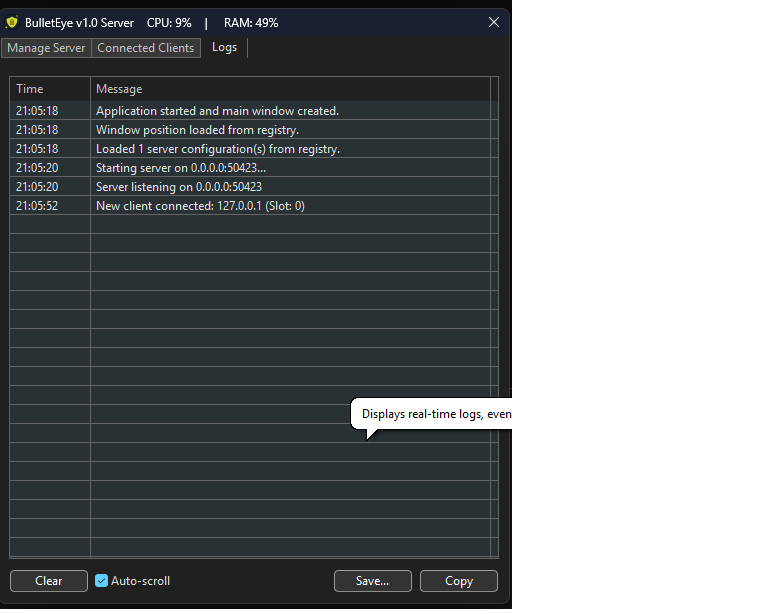 BulletEye v1.0 Server CPU: 9% | RAM: 49%
Manage Server Connected Clients Logs
Time Message
21:05:18 Application started and main window created.
21:05:18 Window position loaded from registry.
21:05:18 Loaded 1 server configuration(s) from registry.
21:05:20 Starting server on 0.0.0.0:50423...
21:05:20 Server listening on 0.0.0.0:50423
21:05:52 New client connected: 127.0.0.1 (Slot: 0)
Displays real-time logs, even
Clear Auto-scroll Save... Copy